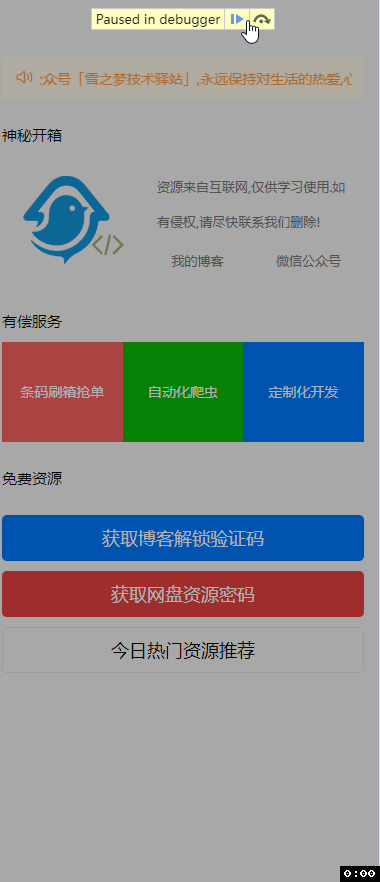 Paused in debugger
众号「雪之梦技术驿站」,永远保持对生活的热爱,心
神秘开箱
资源来自互联网,仅供学习使用.如
有侵权,请尽快联系我们删除!
</>
我的博客 微信公众号
有偿服务
条码刷箱抢单 自动化爬虫 定制化开发
免费资源
获取博客解锁验证码
获取网盘资源密码
今日热门资源推荐
0:00